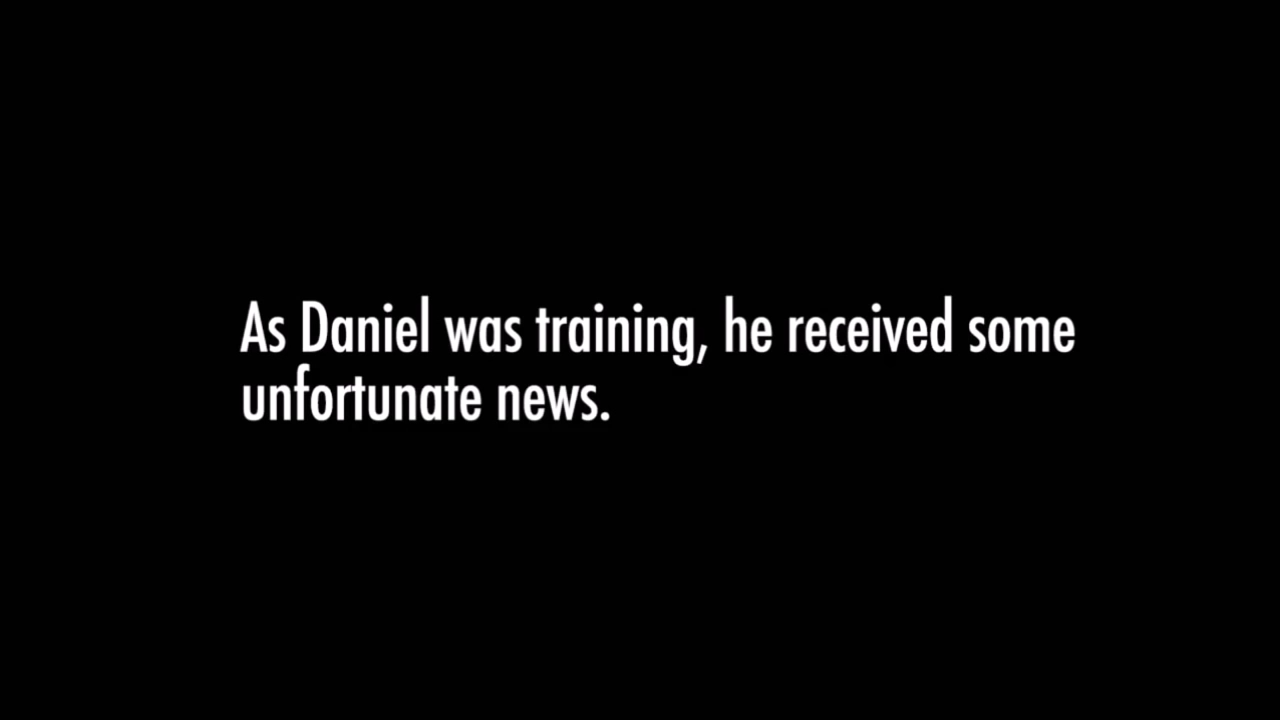 As Daniel was training, he received some
unfortunate news.